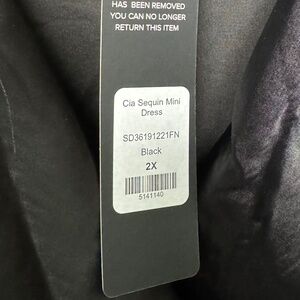 HAS BEEN REMOVED
YOU CAN NO LONGER
RETURN THIS ITEM
Cia Sequin Mini
Dress
SD36191221FN
Black
2X
5141140